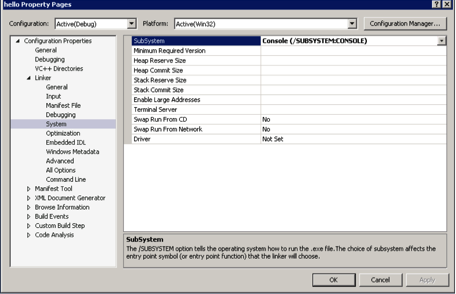 hello Property Pages
Configuration: Active(Debug) Platform: Active(Win32) Configuration Manager...
Configuration Properties
General
Debugging
VC++ Directories
Linker
General
Input
Manifest File
Debugging
System
Optimization
Embedded IDL
Windows Metadata
Advanced
All Options
Command Line
Manifest Tool
XML Document Generator
Browse Information
Build Events
Custom Build Step
Code Analysis
SubSystem Console (/SUBSYSTEM:CONSOLE)
Minimum Required Version
Heap Reserve Size
Heap Commit Size
Stack Reserve Size
Stack Commit Size
Enable Large Addresses
Terminal Server
Swap Run From CD No
Swap Run From Network No
Driver Not Set
SubSystem
The /SUBSYSTEM option tells the operating system how to run the .exe file.The choice of subsystem affects the
entry point symbol (or entry point function) that the linker will choose.
OK Cancel Apply